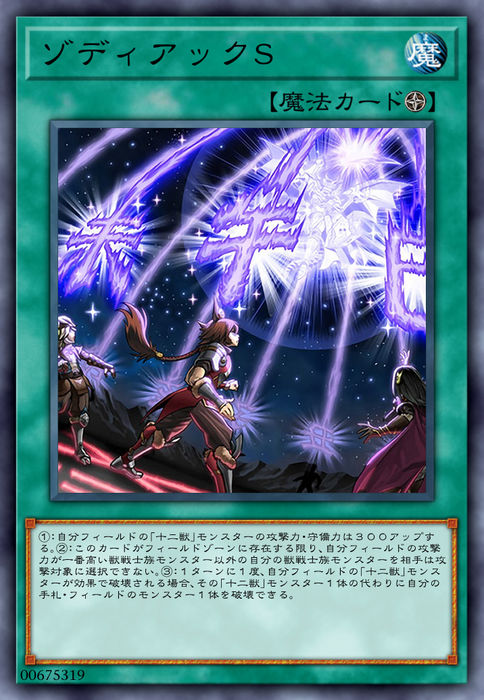 ゾディアックS
魔
【魔法カード】
①:自分フィールドの「十二獣」モンスターの攻撃力・守備力は３００アップす
る。②:このカードがフィールドゾーンに存在する限り、自分フィールドの攻撃
力が一番高い獣戦士族モンスター以外の自分の獣戦士族モンスターを相手は攻
撃対象に選択できない。③:１ターンに１度、自分フィールドの「十二獣」モンス
ターが効果で破壊される場合、その「十二獣」モンスター１体の代わりに自分の
手札・フィールドのモンスター１体を破壊できる。
00675319